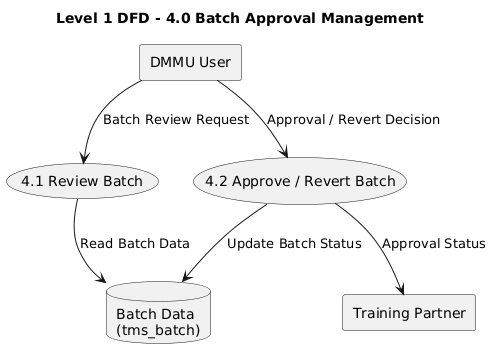 Level 1 DFD - 4.0 Batch Approval Management
DMMU User
Batch Review Request
Approval / Revert Decision
4.1 Review Batch
4.2 Approve / Revert Batch
Read Batch Data
Update Batch Status
Approval Status
Batch Data
(tms_batch)
Training Partner